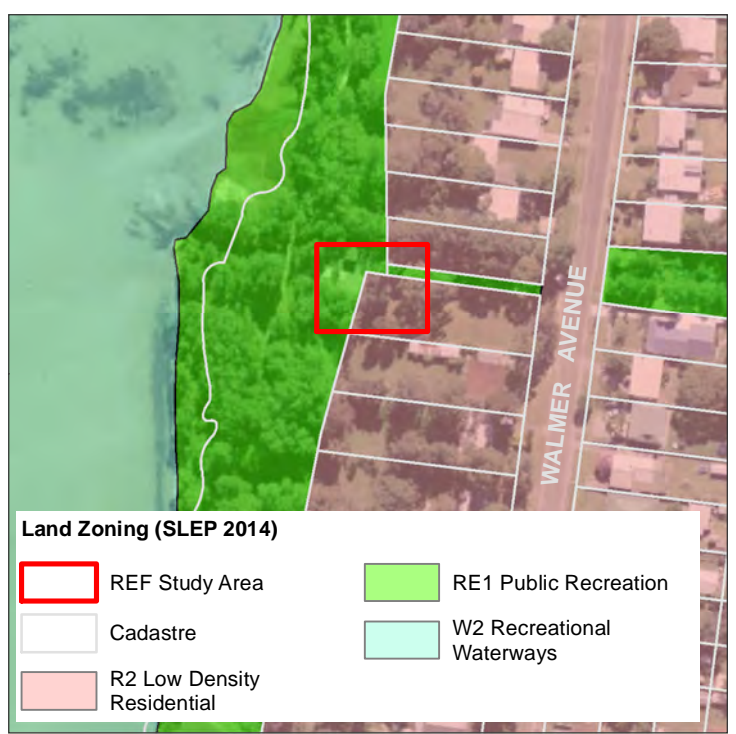 WALMER AVENUE
Land Zoning (SLEP 2014)
REF Study Area
Cadastre
R2 Low Density
Residential
RE1 Public Recreation
W2 Recreational
Waterways